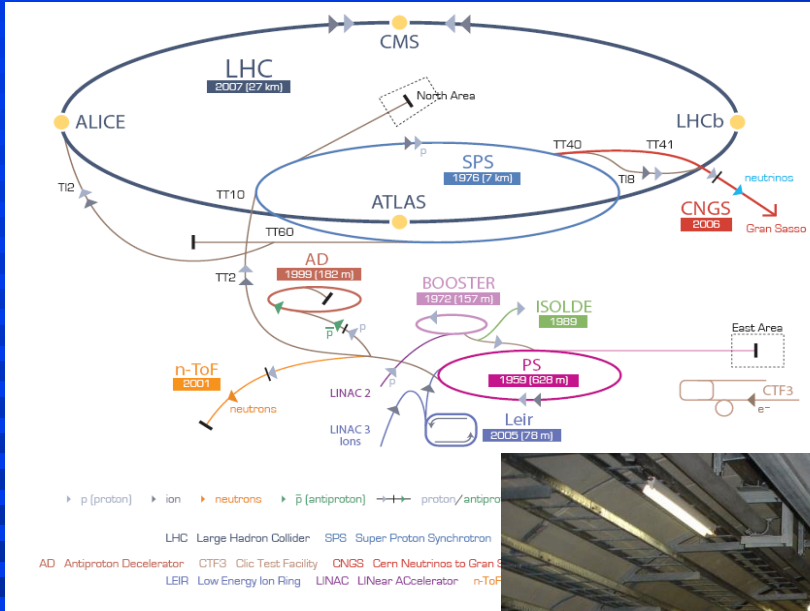 CMS
LHC
2007 (27 km)
North Area
ALICE
LHCb
TT40
TT41
p
SPS
1976 (7 km)
TI8
neutrinos
TI2
TT10
ATLAS
CNGS
2006
Gran Sasso
TT60
TT2
AD
1999 (182 m)
BOOSTER
1972 (157 m)
ISOLDE
1989
East Area
p̅
p
n-ToF
2001
PS
1959 (628 m)
LINAC 2
p
CTF3
e-
neutrons
LINAC 3
Ions
Leir
2005 (78 m)
p (proton) ion neutrons p̅ (antiproton) proton/antipro
LHC Large Hadron Collider SPS Super Proton Synchrotron
AD Antiproton Decelerator CTF3 Clic Test Facility CNGS Cern Neutrinos to Gran S
LEIR Low Energy Ion Ring LINAC LINear ACcelerator n-ToF